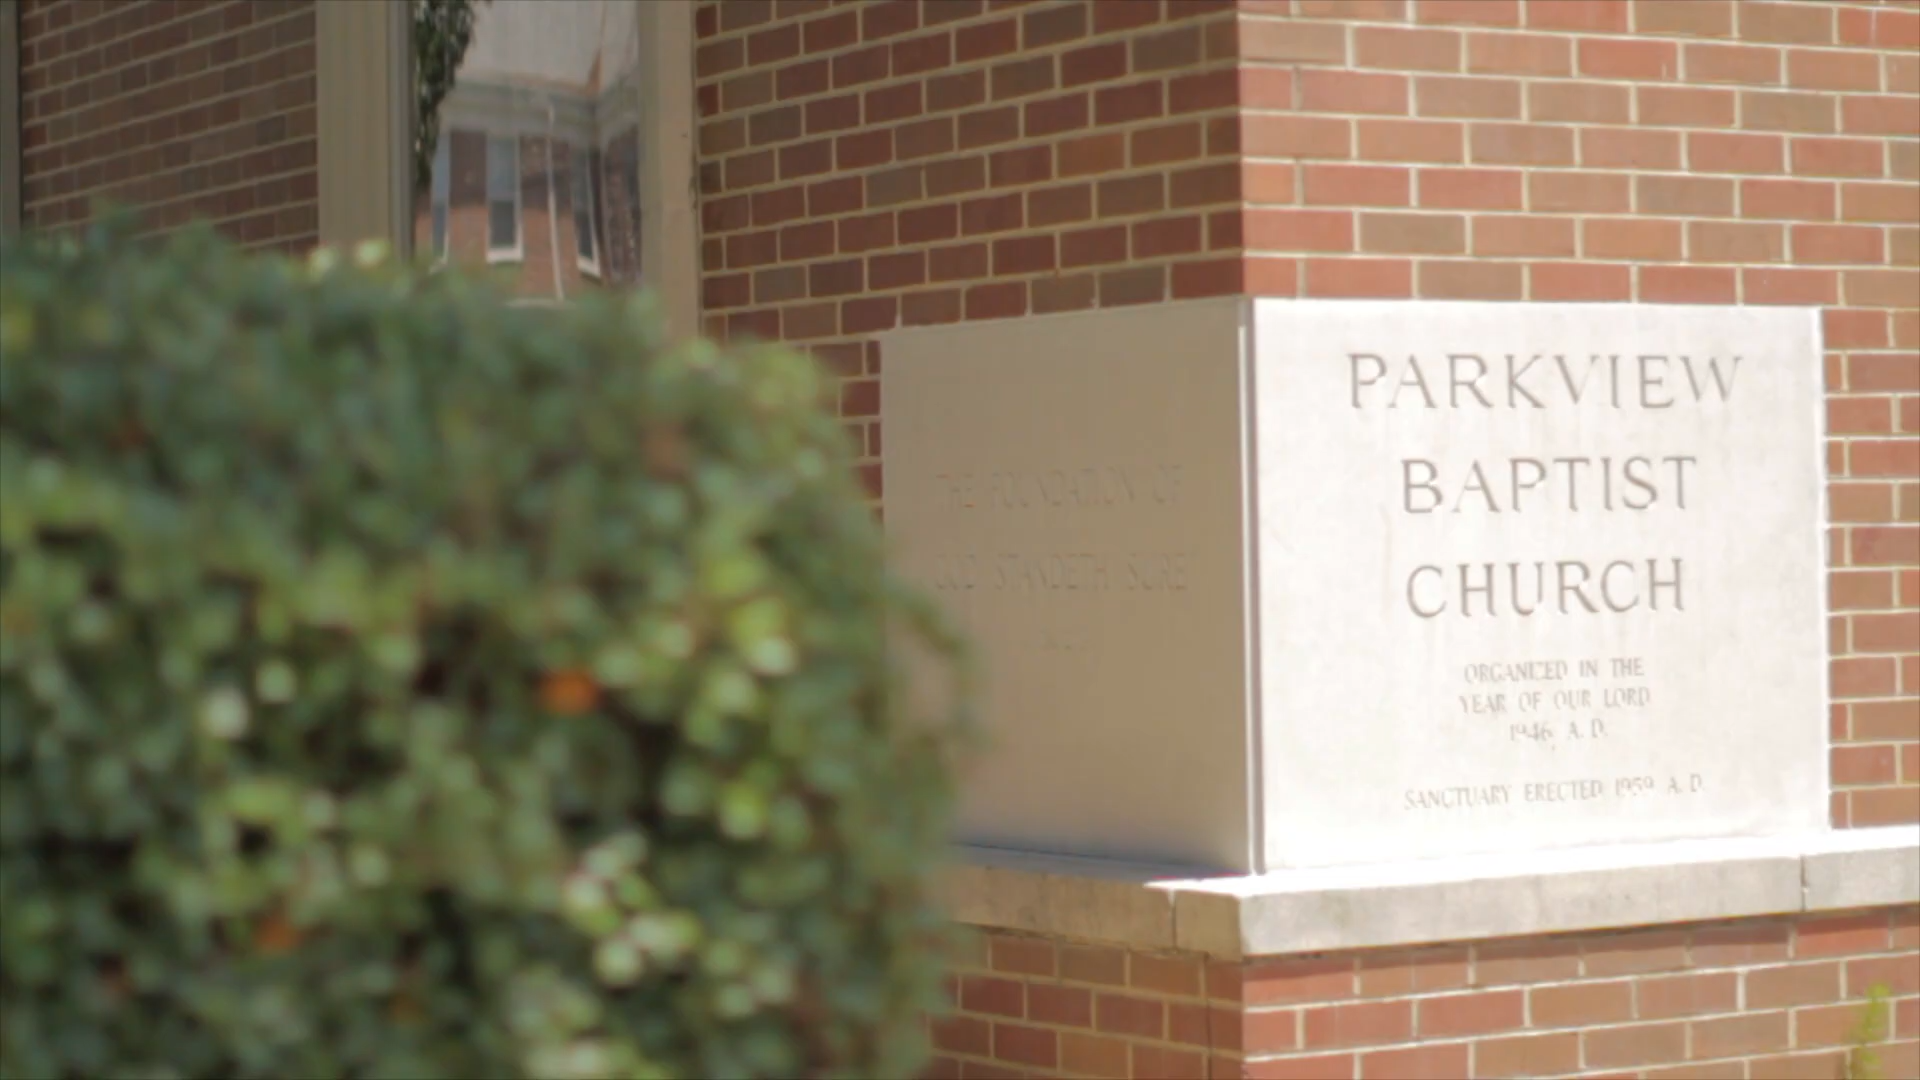 THE FOUNDATION OF
GOD STANDETH SURE
PARKVIEW
BAPTIST
CHURCH
ORGANIZED IN THE
YEAR OF OUR LORD
1946, A. D.
SANCTUARY ERECTED 1959 A. D.